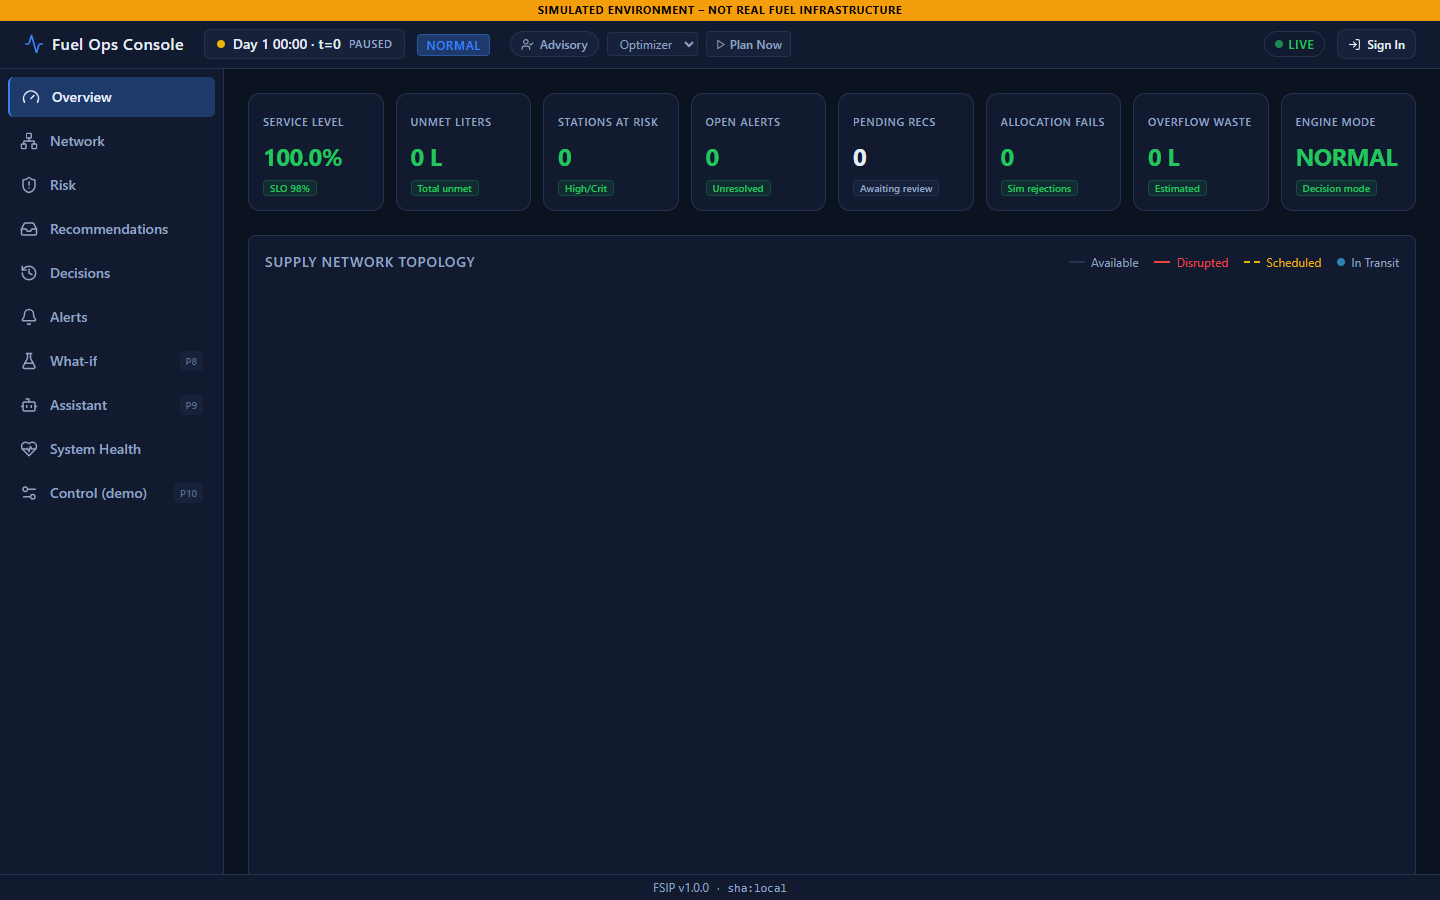 SIMULATED ENVIRONMENT – NOT REAL FUEL INFRASTRUCTURE
Fuel Ops Console
Day 1 00:00 · t=0 PAUSED
NORMAL
Advisory
Optimizer
Plan Now
LIVE
Sign In
Overview
Network
Risk
Recommendations
Decisions
Alerts
What-if P8
Assistant P9
System Health
Control (demo) P10
SERVICE LEVEL
100.0%
SLO 98%
UNMET LITERS
0 L
Total unmet
STATIONS AT RISK
0
High/Crit
OPEN ALERTS
0
Unresolved
PENDING RECS
0
Awaiting review
ALLOCATION FAILS
0
Sim rejections
OVERFLOW WASTE
0 L
Estimated
ENGINE MODE
NORMAL
Decision mode
SUPPLY NETWORK TOPOLOGY
Available
Disrupted
Scheduled
In Transit
FSIP v1.0.0 · sha:local